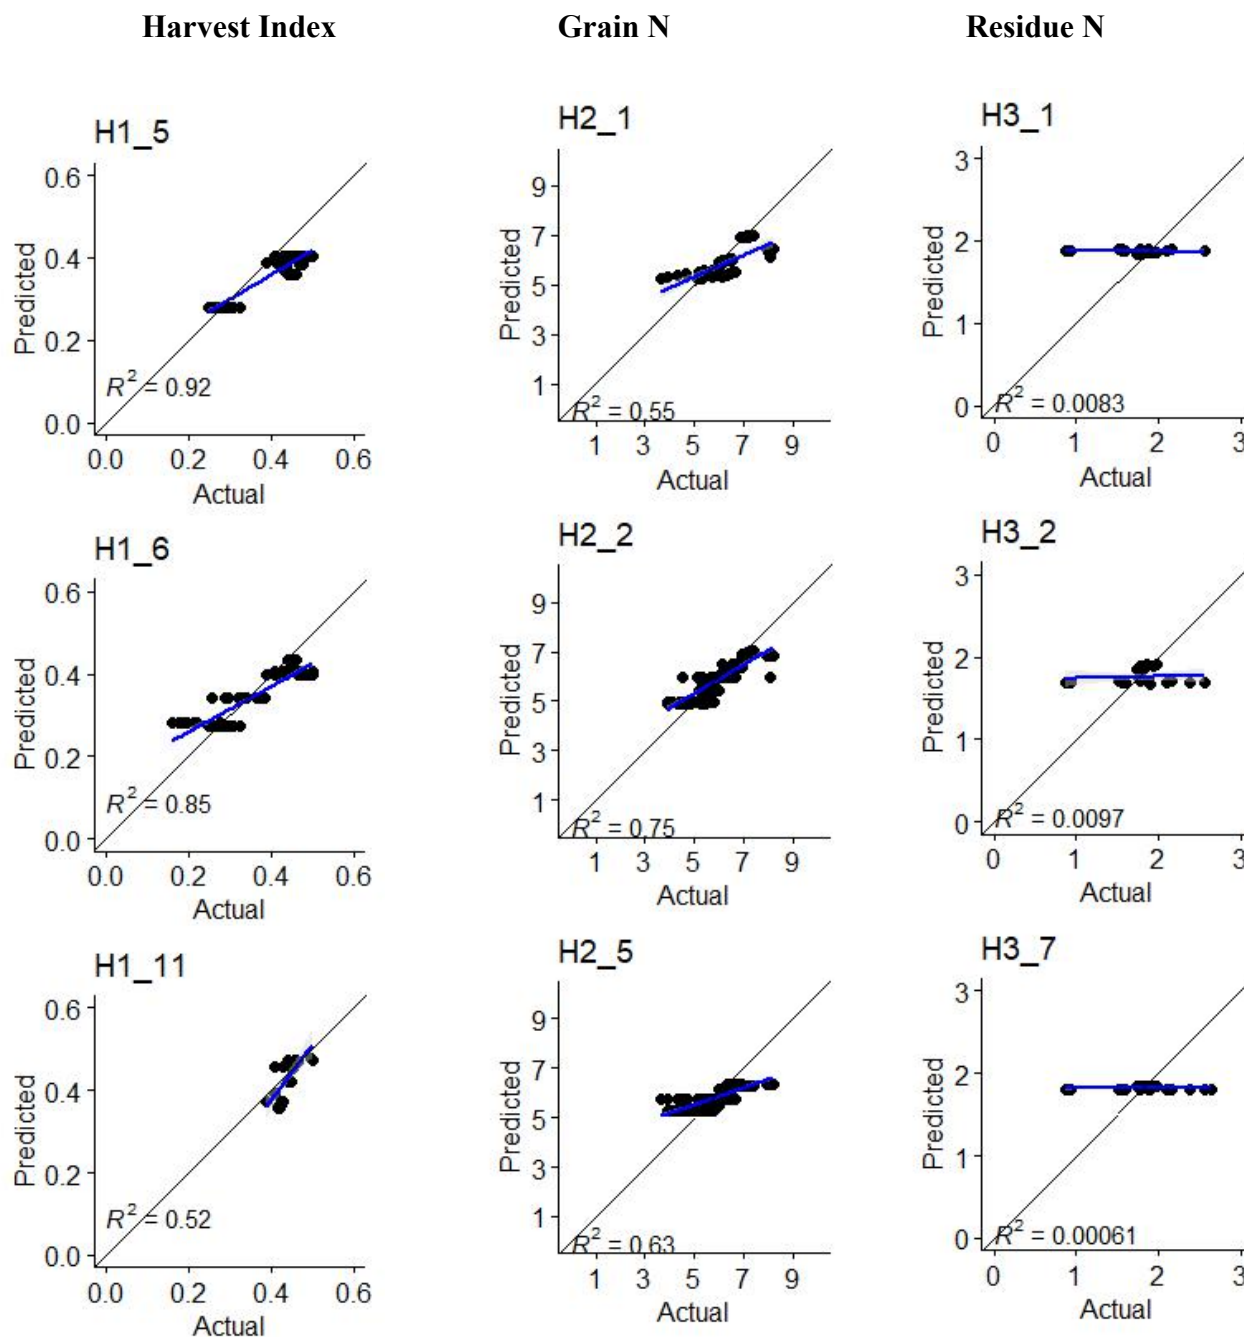 Harvest Index Grain N Residue N
H1_5 H2_1 H3_1
Predicted
0.6
0.4
0.2
0.0
R² = 0.92
0.0 0.2 0.4 0.6
Actual
Predicted
9
7
5
3
1
R² = 0.55
1 3 5 7 9
Actual
Predicted
3
2
1
0
R² = 0.0083
0 1 2 3
Actual
H1_6 H2_2 H3_2
Predicted
0.6
0.4
0.2
0.0
R² = 0.85
0.0 0.2 0.4 0.6
Actual
Predicted
9
7
5
3
1
R² = 0.75
1 3 5 7 9
Actual
Predicted
3
2
1
0
R² = 0.0097
0 1 2 3
Actual
H1_11 H2_5 H3_7
Predicted
0.6
0.4
0.2
0.0
R² = 0.52
0.0 0.2 0.4 0.6
Actual
Predicted
9
7
5
3
1
R² = 0.63
1 3 5 7 9
Actual
Predicted
3
2
1
0
R² = 0.00061
0 1 2 3
Actual